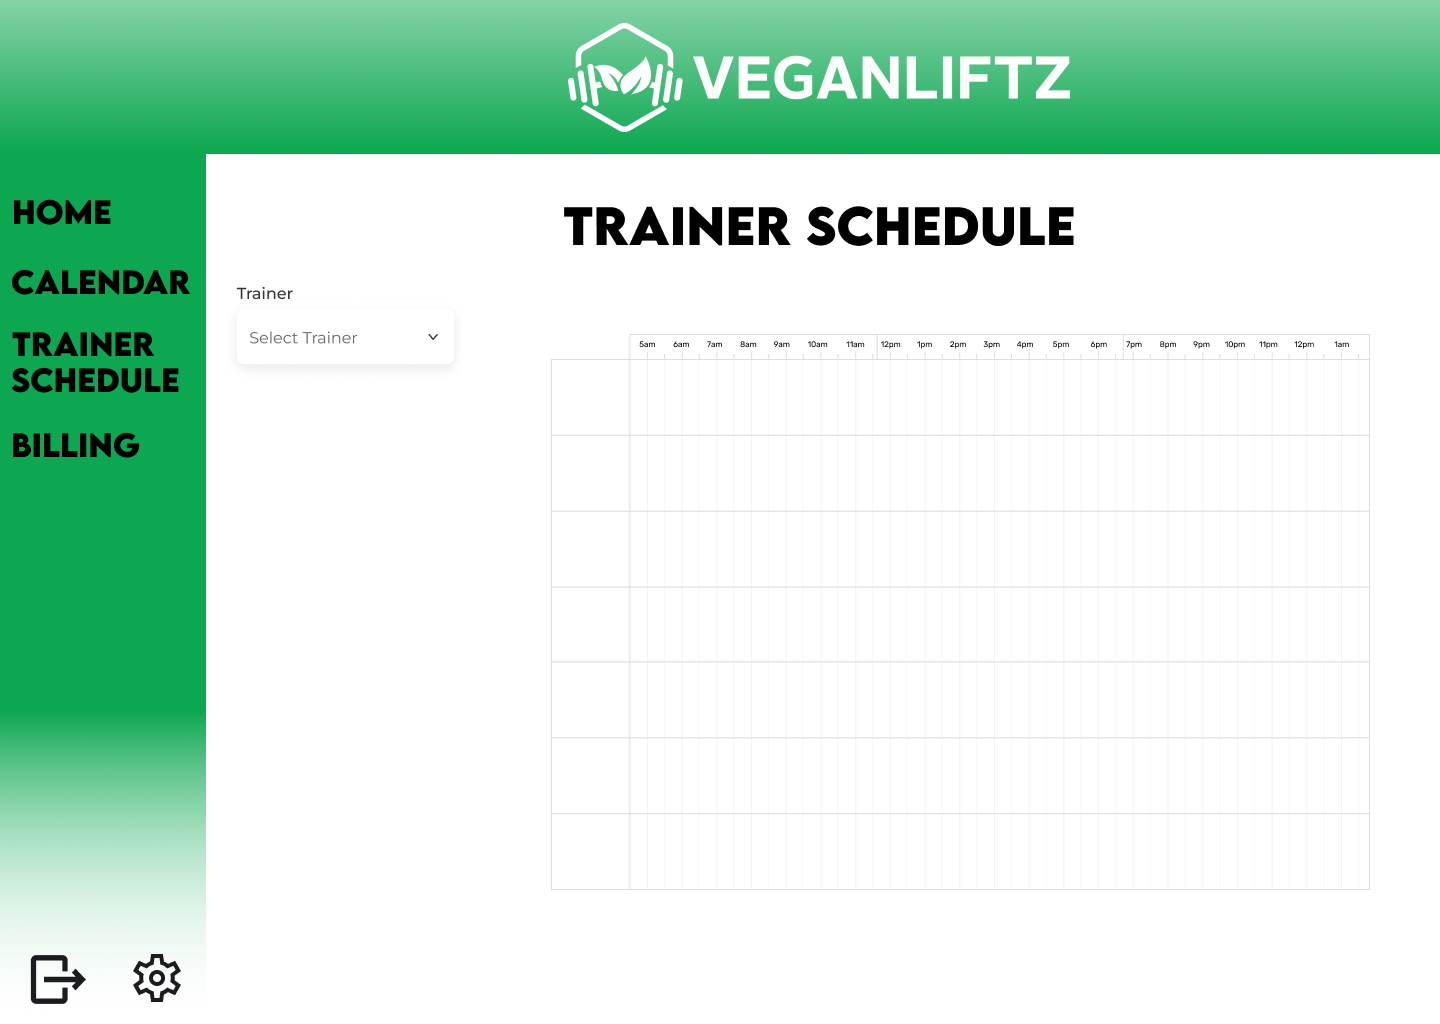 VEGANLIFTZ
HOME
CALENDAR
TRAINER
SCHEDULE
BILLING
TRAINER SCHEDULE
Trainer
Select Trainer
5am 6am 7am 8am 9am 10am 11am 12pm 1pm 2pm 3pm 4pm 5pm 6pm 7pm 8pm 9pm 10pm 11pm 12pm 1am